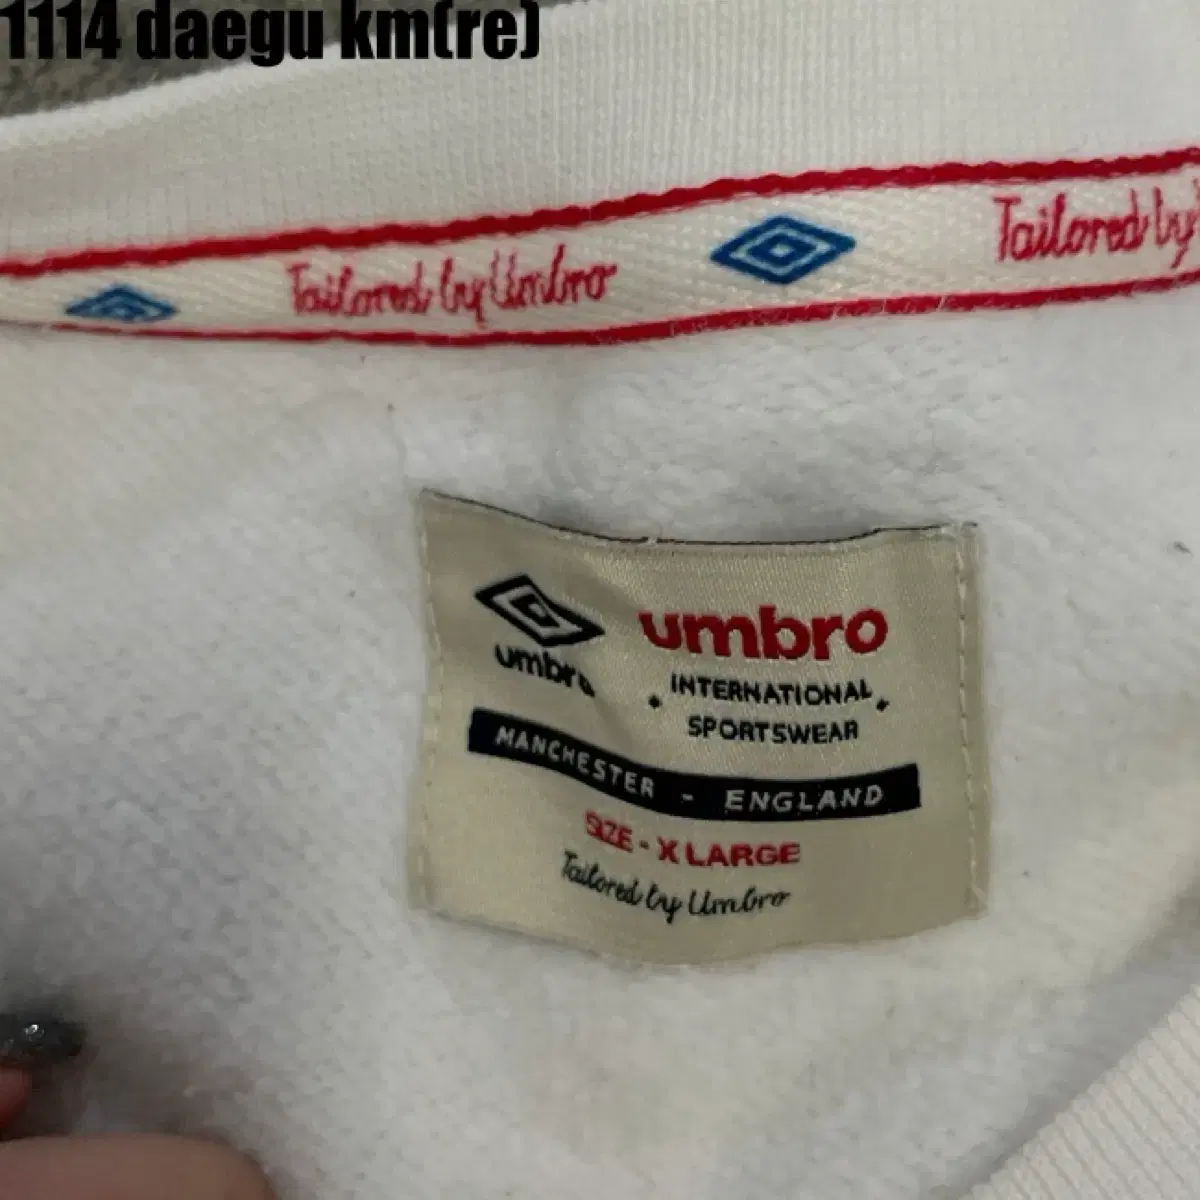 1114 daegu km(re)
Tailored by Umbro
Tailored by
umbro
umbro
INTERNATIONAL
SPORTSWEAR
MANCHESTER - ENGLAND
SIZE - X LARGE
Tailored by Umbro